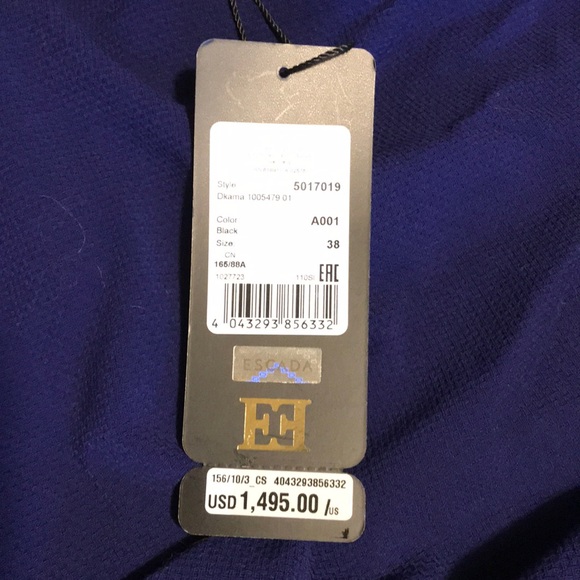 Style 5017019
Dkama 1005479 01
Color A001
Black
Size 38
CN
165/88A
1027723 110Si EAC
4 043293 856332
ESCADA
156/10/3_CS 4043293856332
USD 1,495.00 /US